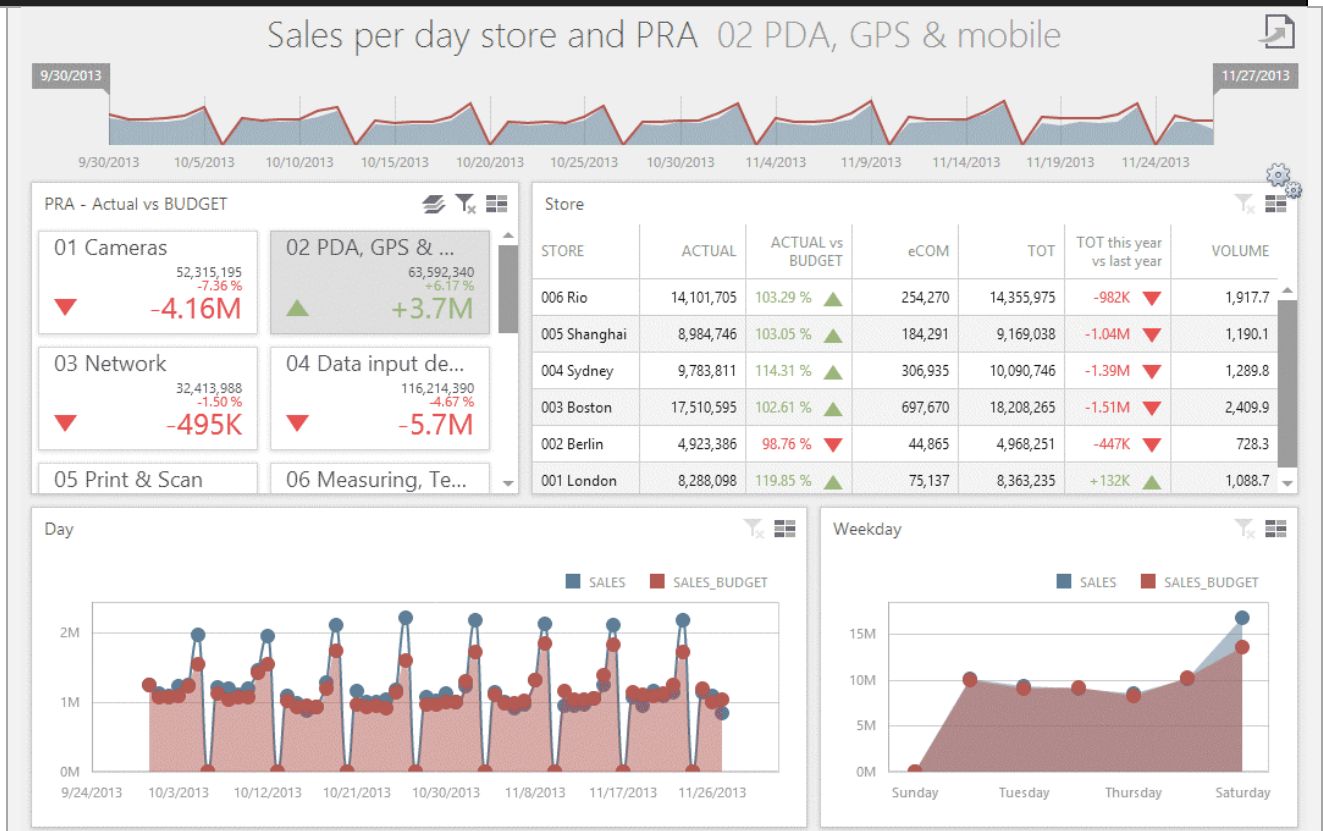 Sales per day store and PRA 02 PDA, GPS & mobile
9/30/2013
11/27/2013
9/30/2013 10/5/2013 10/10/2013 10/15/2013 10/20/2013 10/25/2013 10/30/2013 11/4/2013 11/9/2013 11/14/2013 11/19/2013 11/24/2013
PRA - Actual vs BUDGET
01 Cameras
52,315,195
-7.36 %
-4.16M
02 PDA, GPS & ...
63,592,340
+6.17 %
+3.7M
03 Network
32,413,988
-1.50 %
-495K
04 Data input de...
116,214,390
-4.67 %
-5.7M
05 Print & Scan
06 Measuring, Te...
Store
STORE ACTUAL ACTUAL vs BUDGET eCOM TOT TOT this year vs last year VOLUME
006 Rio 14,101,705 103.29 % 254,270 14,355,975 -982K 1,917.7
005 Shanghai 8,984,746 103.05 % 184,291 9,169,038 -1.04M 1,190.1
004 Sydney 9,783,811 114.31 % 306,935 10,090,746 -1.39M 1,289.8
003 Boston 17,510,595 102.61 % 697,670 18,208,265 -1.51M 2,409.9
002 Berlin 4,923,386 98.76 % 44,865 4,968,251 -447K 728.3
001 London 8,288,098 119.85 % 75,137 8,363,235 +132K 1,088.7
Day
SALES SALES_BUDGET
2M
1M
0M
9/24/2013 10/3/2013 10/12/2013 10/21/2013 10/30/2013 11/8/2013 11/17/2013 11/26/2013
Weekday
SALES SALES_BUDGET
15M
10M
5M
0M
Sunday Tuesday Thursday Saturday